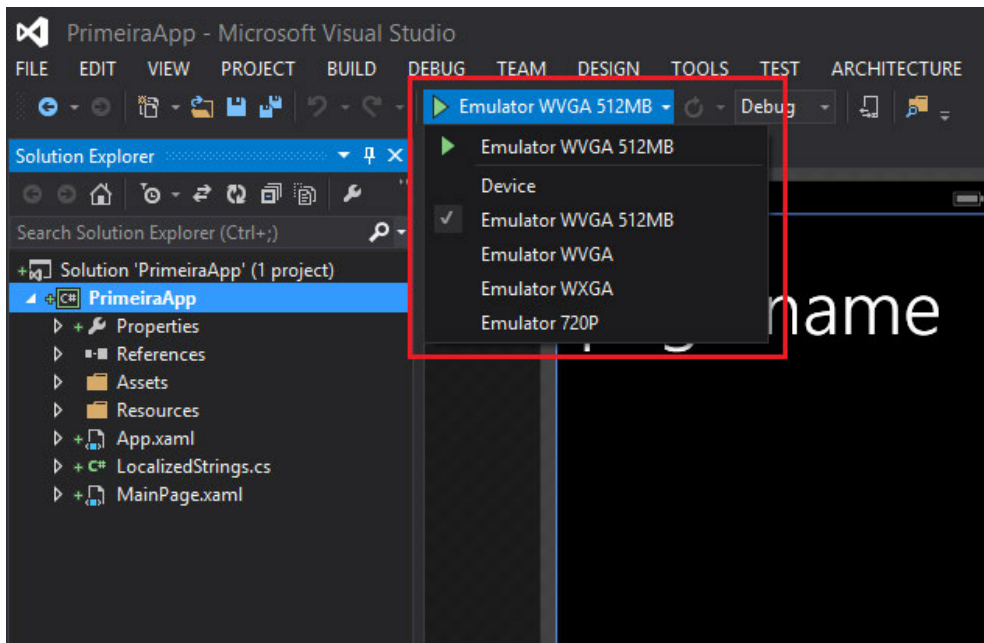 PrimeiraApp - Microsoft Visual Studio
FILE EDIT VIEW PROJECT BUILD DEBUG TEAM DESIGN TOOLS TEST ARCHITECTURE
Emulator WVGA 512MB Debug
Solution Explorer
Search Solution Explorer (Ctrl+;)
Solution 'PrimeiraApp' (1 project)
C# PrimeiraApp
Properties
References
Assets
Resources
App.xaml
C# LocalizedStrings.cs
MainPage.xaml
Emulator WVGA 512MB
Device
Emulator WVGA 512MB
Emulator WVGA
Emulator WXGA
Emulator 720P
name